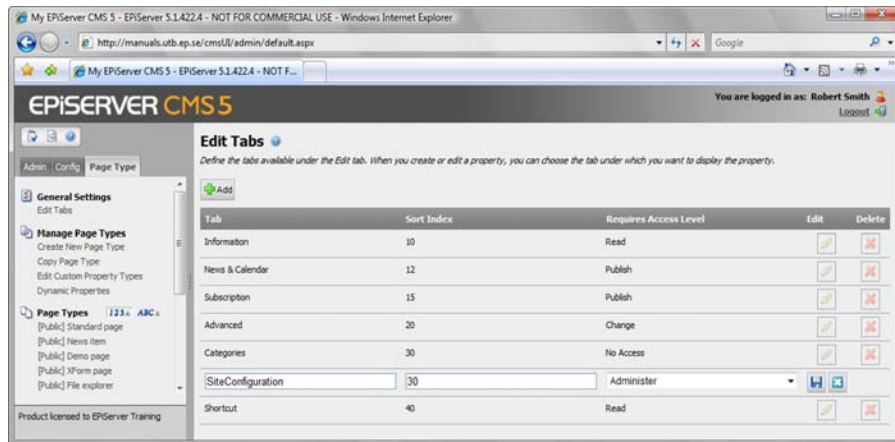 My EPiServer CMS 5 - EPiServer 5.1.422.4 - NOT FOR COMMERCIAL USE - Windows Internet Explorer
http://manuals.utb.ep.se/cmsUI/admin/default.aspx
Google
My EPiServer CMS 5 - EPiServer 5.1.422.4 - NOT F...
EPiSERVER CMS 5
You are logged in as: Robert Smith
Logout
Admin Config Page Type
General Settings
Edit Tabs
Manage Page Types
Create New Page Type
Copy Page Type
Edit Custom Property Types
Dynamic Properties
Page Types 123 ABC
[Public] Standard page
[Public] News item
[Public] Demo page
[Public] XForm page
[Public] File explorer
Product licensed to EPiServer Training
Edit Tabs
Define the tabs available under the Edit tab. When you create or edit a property, you can choose the tab under which you want to display the property.
Add
Tab Sort Index Requires Access Level Edit Delete
Information 10 Read
News & Calendar 12 Publish
Subscription 15 Publish
Advanced 20 Change
Categories 30 No Access
SiteConfiguration 30 Administer
Shortcut 40 Read